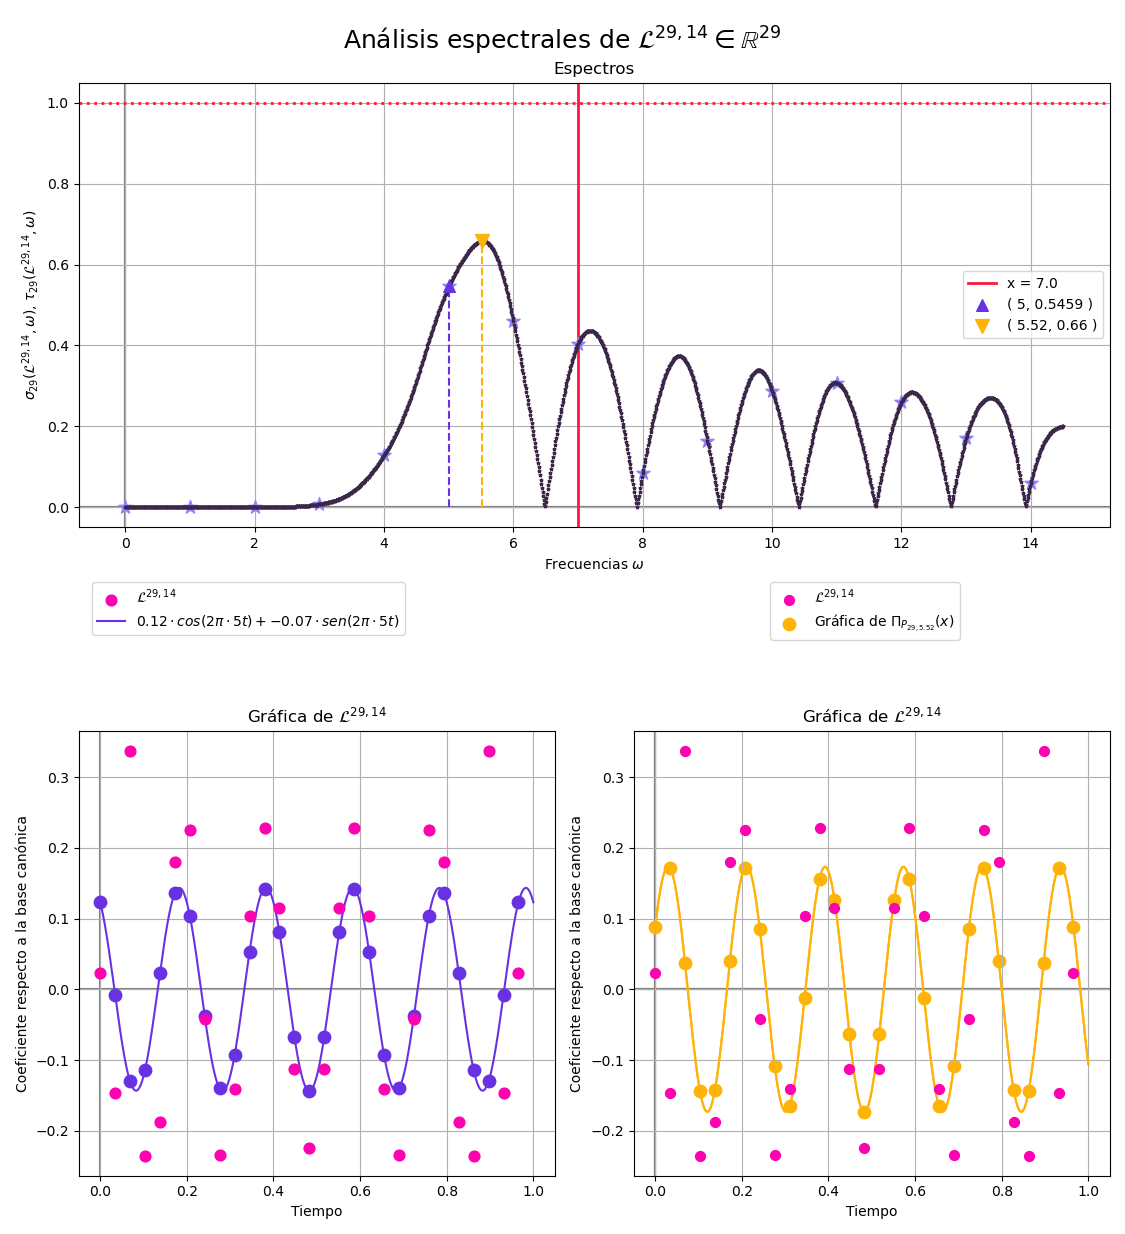 Análisis espectrales de $\mathcal{L}^{29,14} \in \mathbb{R}^{29}$
Espectros
1.0
0.8
0.6
0.4
0.2
0.0
$\sigma_{29}(\mathcal{L}^{29,14}, \omega), \tau_{29}(\mathcal{L}^{29,14}, \omega)$
x = 7.0
( 5, 0.5459 )
( 5.52, 0.66 )
0 2 4 6 8 10 12 14
Frecuencias $\omega$
$\mathcal{L}^{29,14}$
$0.12 \cdot cos(2\pi \cdot 5t) + -0.07 \cdot sen(2\pi \cdot 5t)$
$\mathcal{L}^{29,14}$
Gráfica de $\Pi_{P_{29,5.52}}(x)$
Gráfica de $\mathcal{L}^{29,14}$
0.3
0.2
0.1
0.0
−0.1
−0.2
Coeficiente respecto a la base canónica
0.0 0.2 0.4 0.6 0.8 1.0
Tiempo
Gráfica de $\mathcal{L}^{29,14}$
0.3
0.2
0.1
0.0
−0.1
−0.2
Coeficiente respecto a la base canónica
0.0 0.2 0.4 0.6 0.8 1.0
Tiempo